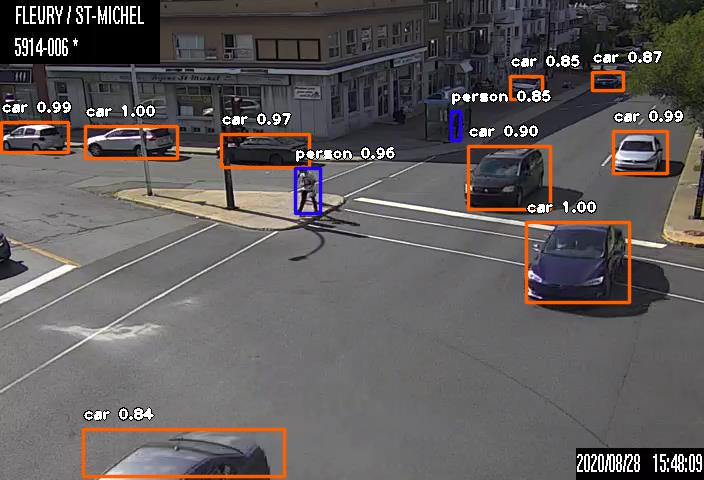 FLEURY / ST-MICHEL
5914-006 *
car 0.85
car 0.87
person 0.85
car 0.99
car 1.00
car 0.97
car 0.90
car 0.99
person 0.96
car 1.00
car 0.84
2020/08/28 15:48:09